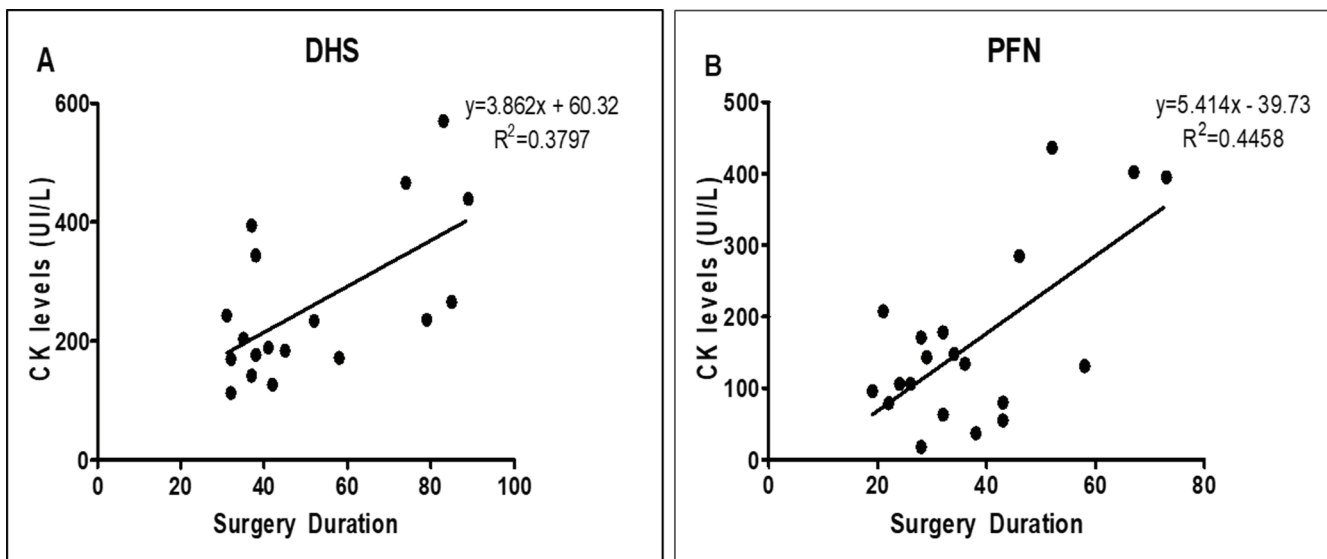 A
DHS
y=3.862x + 60.32
R²=0.3797
CK levels (UI/L)
600
400
200
0
0 20 40 60 80 100
Surgery Duration
B
PFN
y=5.414x - 39.73
R²=0.4458
CK levels (UI/L)
500
400
300
200
100
0
0 20 40 60 80
Surgery Duration